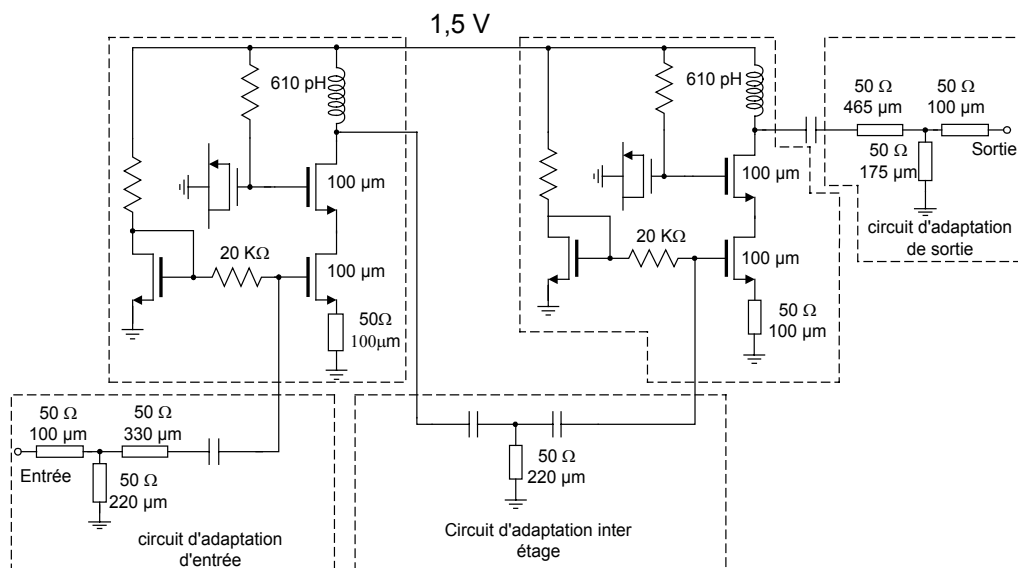 1,5 V
610 pH
100 µm
20 KΩ
100 µm
50Ω
100µm
610 pH
100 µm
20 KΩ
100 µm
50 Ω
100 µm
50 Ω
465 µm
50 Ω
100 µm
Sortie
50 Ω
175 µm
circuit d'adaptation
de sortie
50 Ω
100 µm
50 Ω
330 µm
Entrée
50 Ω
220 µm
circuit d'adaptation
d'entrée
50 Ω
220 µm
Circuit d'adaptation inter
étage